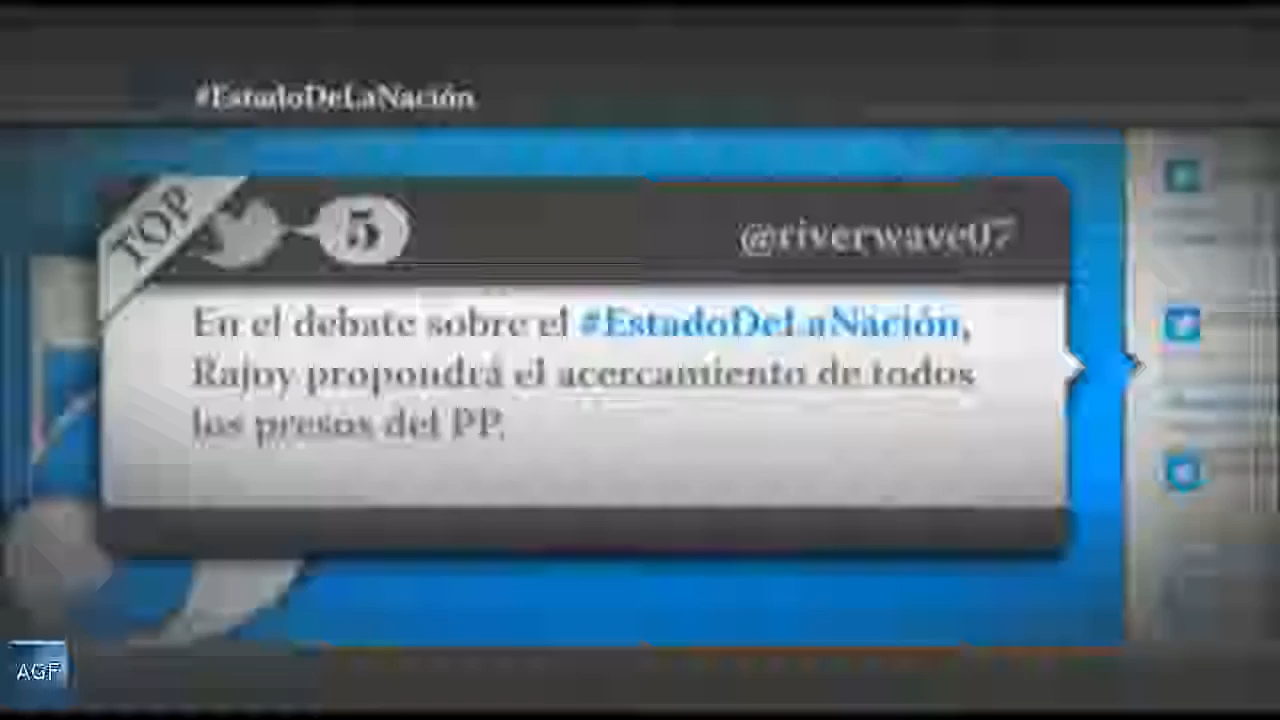 #EstadoDeLaNación
TOP
5
@riverwave07
En el debate sobre el #EstadoDeLaNación,
Rajoy propondrá el acercamiento de todos
los presos del PP.
AGF